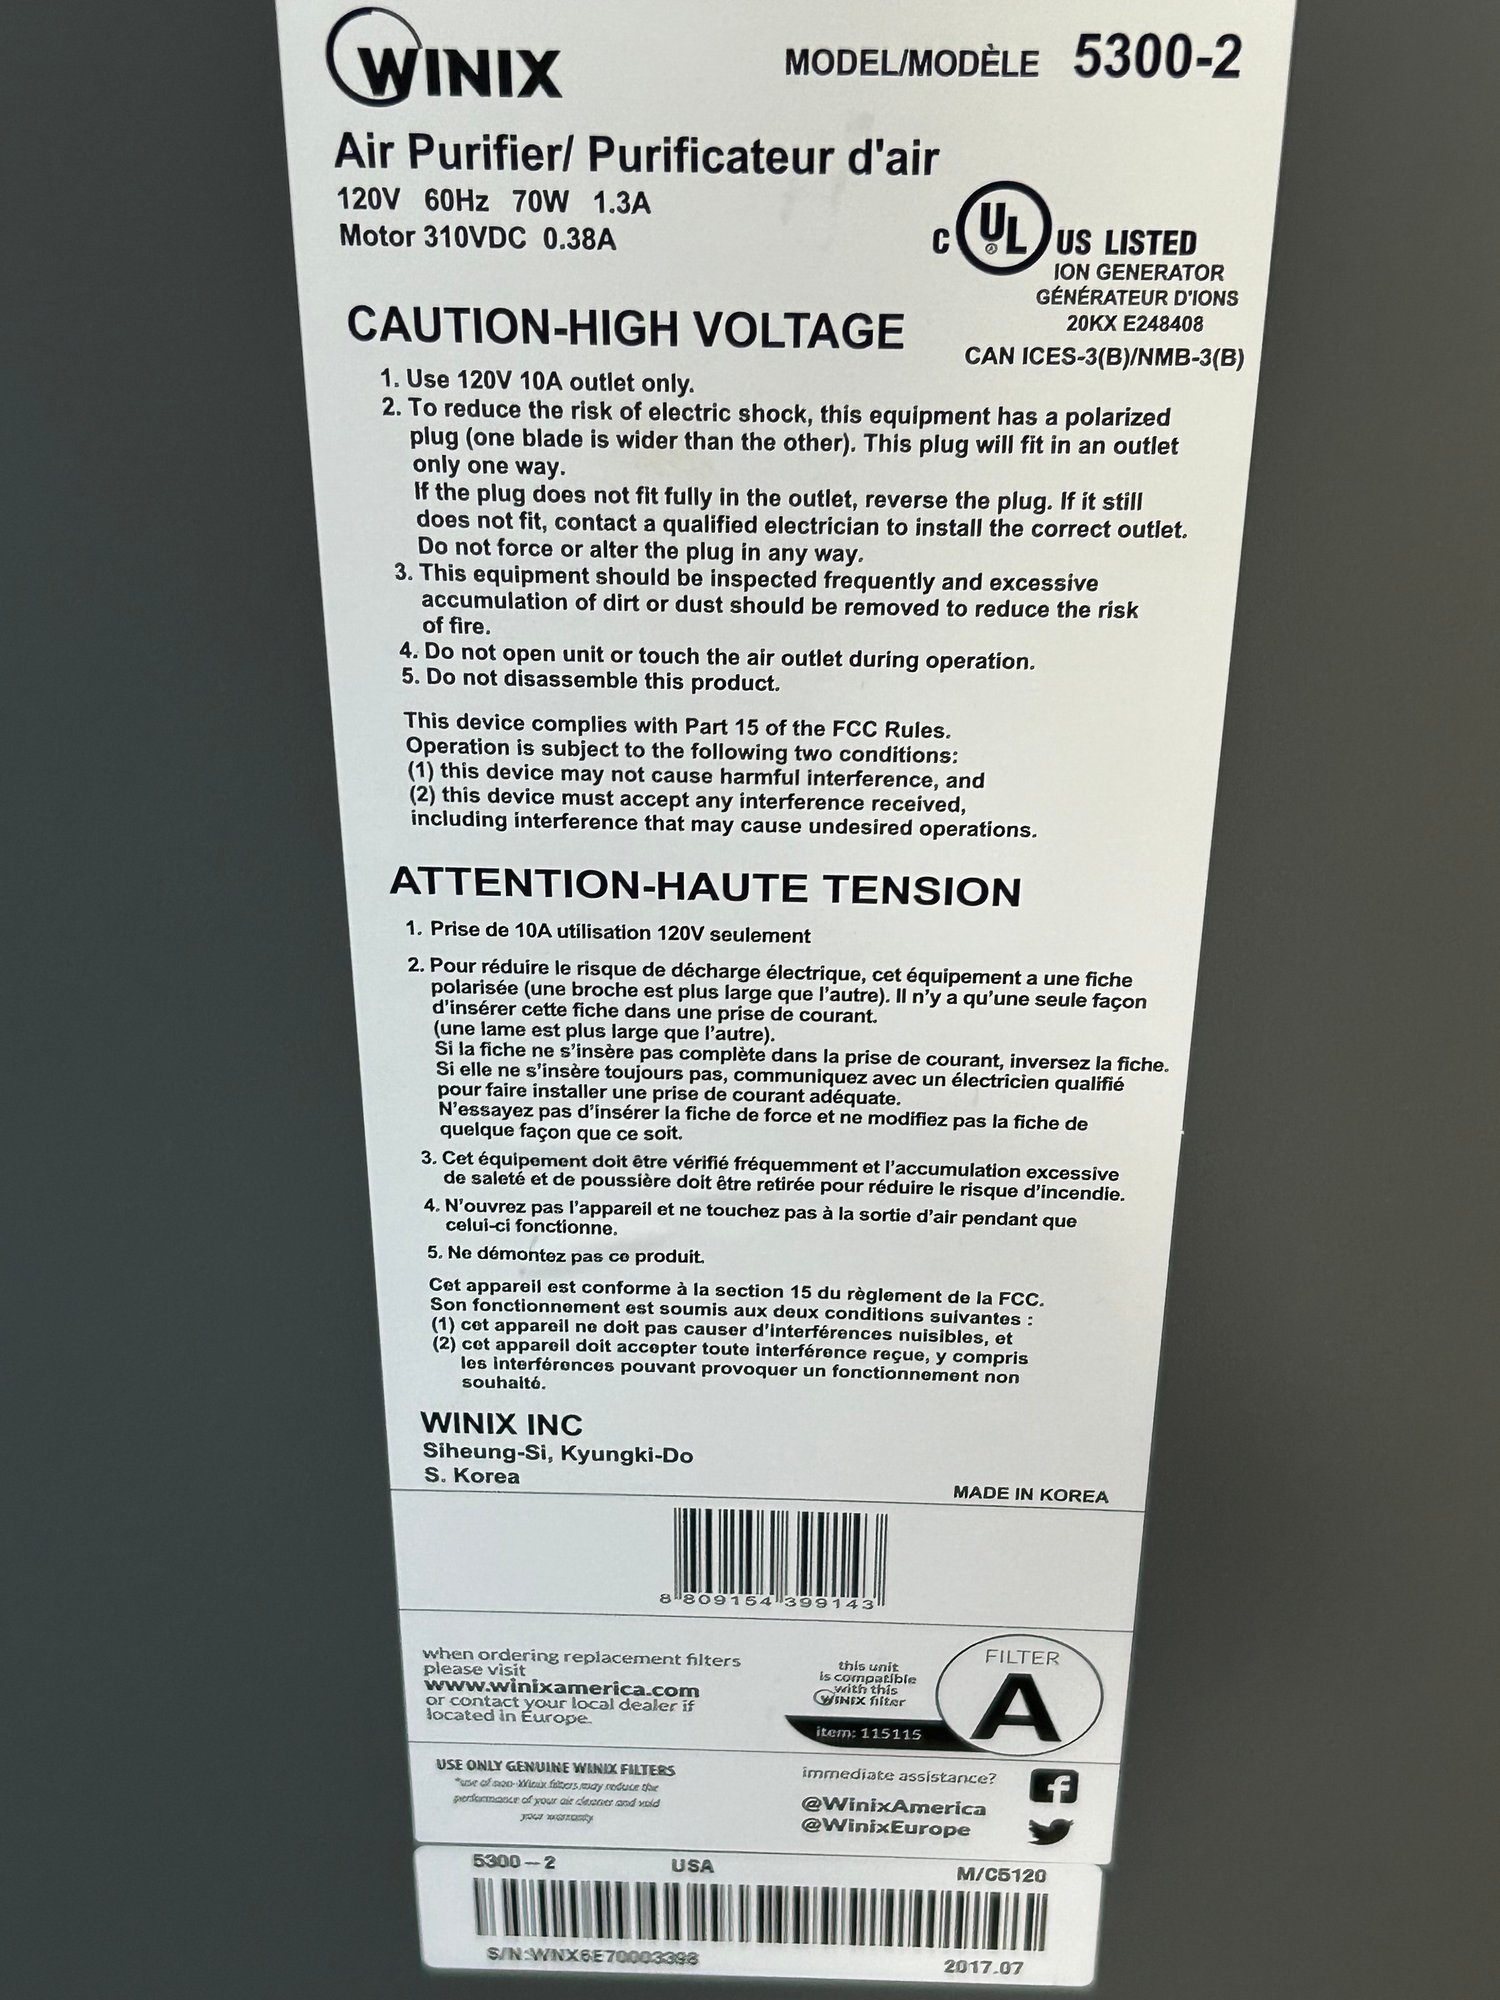 WINIX
MODEL/MODÈLE 5300-2
Air Purifier/ Purificateur d'air
120V 60Hz 70W 1.3A
Motor 310VDC 0.38A
C UL US LISTED
ION GENERATOR
GÉNÉRATEUR D'IONS
20KX E248408
CAN ICES-3(B)/NMB-3(B)
CAUTION-HIGH VOLTAGE
1. Use 120V 10A outlet only.
2. To reduce the risk of electric shock, this equipment has a polarized
plug (one blade is wider than the other). This plug will fit in an outlet
only one way.
If the plug does not fit fully in the outlet, reverse the plug. If it still
does not fit, contact a qualified electrician to install the correct outlet.
Do not force or alter the plug in any way.
3. This equipment should be inspected frequently and excessive
accumulation of dirt or dust should be removed to reduce the risk
of fire.
4. Do not open unit or touch the air outlet during operation.
5. Do not disassemble this product.
This device complies with Part 15 of the FCC Rules.
Operation is subject to the following two conditions:
(1) this device may not cause harmful interference, and
(2) this device must accept any interference received,
including interference that may cause undesired operations.
ATTENTION-HAUTE TENSION
1. Prise de 10A utilisation 120V seulement
2. Pour réduire le risque de décharge électrique, cet équipement a une fiche
polarisée (une broche est plus large que l'autre). Il n'y a qu'une seule façon
d'insérer cette fiche dans une prise de courant.
(une lame est plus large que l'autre).
Si la fiche ne s'insère pas complète dans la prise de courant, inversez la fiche.
Si elle ne s'insère toujours pas, communiquez avec un électricien qualifié
pour faire installer une prise de courant adéquate.
N'essayez pas d'insérer la fiche de force et ne modifiez pas la fiche de
quelque façon que ce soit.
3. Cet équipement doit être vérifié fréquemment et l'accumulation excessive
de saleté et de poussière doit être retirée pour réduire le risque d'incendie.
4. N'ouvrez pas l'appareil et ne touchez pas à la sortie d'air pendant que
celui-ci fonctionne.
5. Ne démontez pas ce produit.
Cet appareil est conforme à la section 15 du règlement de la FCC.
Son fonctionnement est soumis aux deux conditions suivantes :
(1) cet appareil ne doit pas causer d'interférences nuisibles, et
(2) cet appareil doit accepter toute interférence reçue, y compris
les interférences pouvant provoquer un fonctionnement non
souhaité.
WINIX INC
Siheung-Si, Kyungki-Do
S. Korea
MADE IN KOREA
8 809154 399143
when ordering replacement filters
please visit
www.winixamerica.com
or contact your local dealer if
located in Europe.
this unit
is compatible
with this
WINIX filter
item: 115115
FILTER
A
USE ONLY GENUINE WINIX FILTERS
*use of non-Winix filters may reduce the
performance of your air cleaner and void
your warranty
immediate assistance?
@WinixAmerica
@WinixEurope
5300-2 USA M/C5120
S/N:WNX6E70003398
2017.07